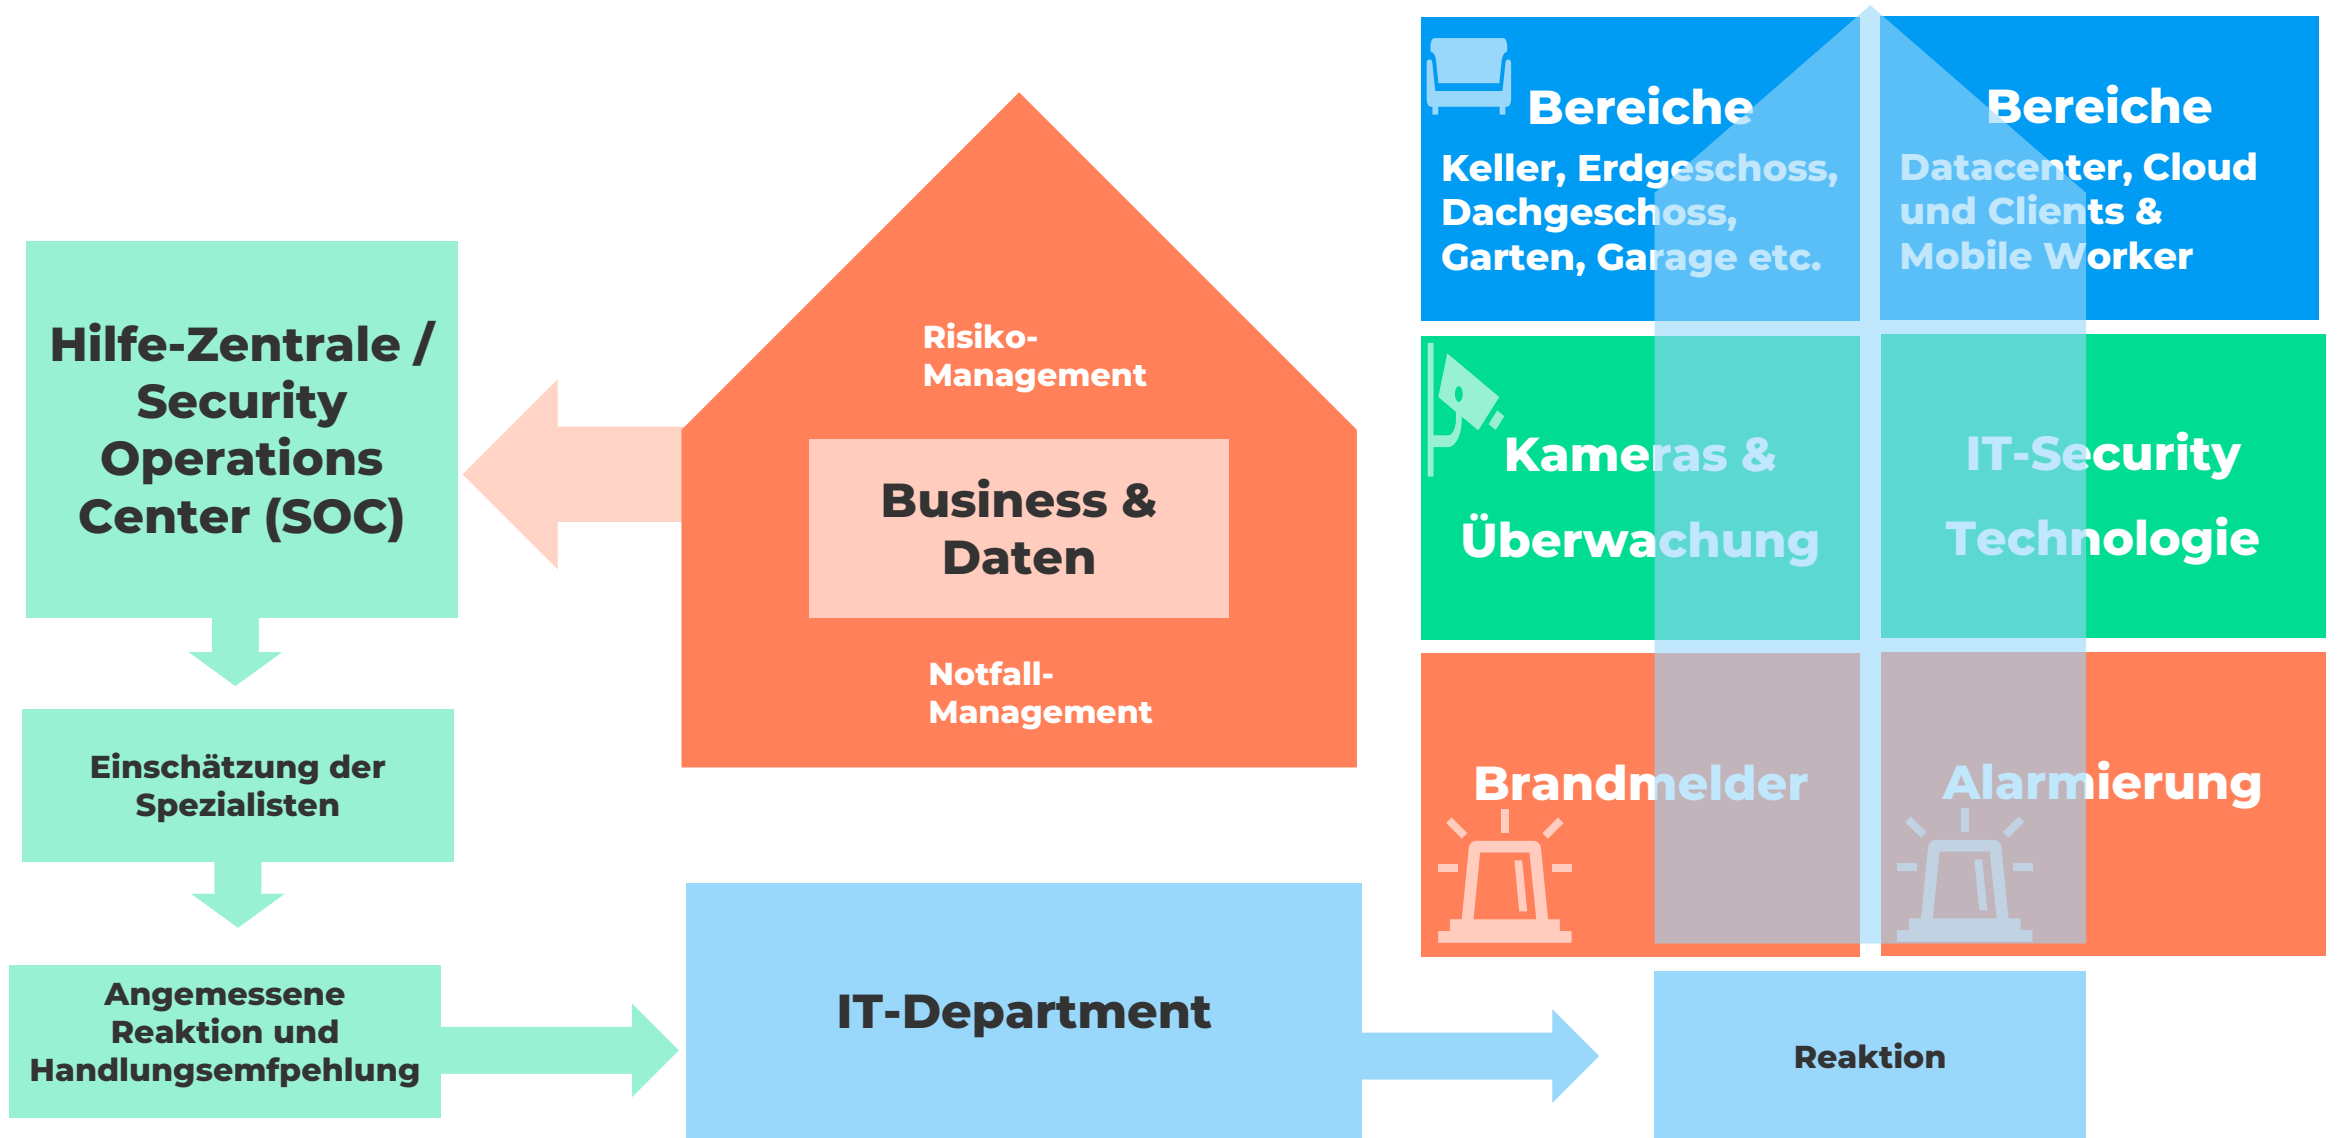 Hilfe-Zentrale /
Security
Operations
Center (SOC)
Einschätzung der
Spezialisten
Angemessene
Reaktion und
Handlungsemfpehlung
Risiko-
Management
Business &
Daten
Notfall-
Management
IT-Department
Bereiche
Keller, Erdgeschoss,
Dachgeschoss,
Garten, Garage etc.
Bereiche
Datacenter, Cloud
und Clients &
Mobile Worker
Kameras &
Überwachung
IT-Security
Technologie
Brandmelder
Alarmierung
Reaktion